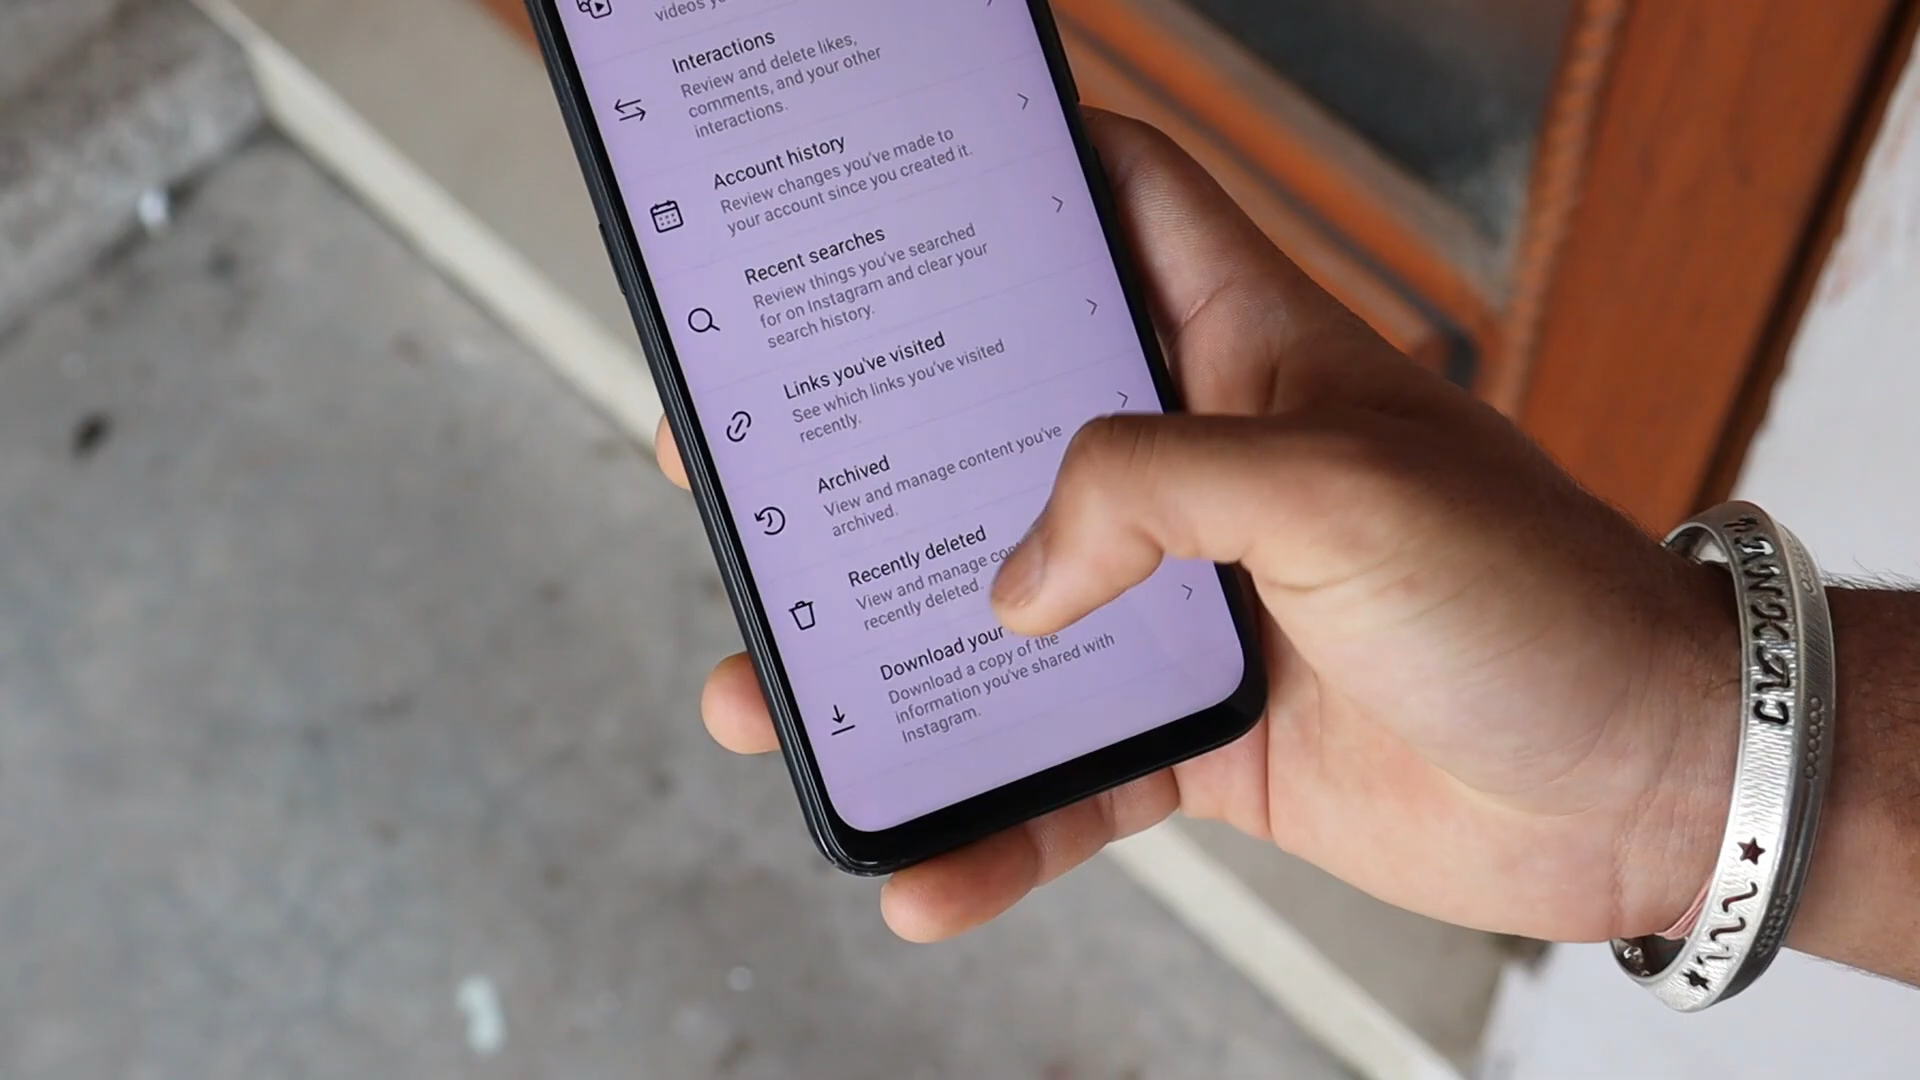 videos
Interactions
Review and delete likes,
comments, and your other
interactions.
Account history
Review changes you've made to
your account since you created it.
Recent searches
Review things you've searched
for on Instagram and clear your
search history.
Links you've visited
See which links you've visited
recently.
Archived
View and manage content you've
archived.
Recently deleted
View and manage
recently deleted.
Download your
Download a copy of the
information you've shared with
Instagram.